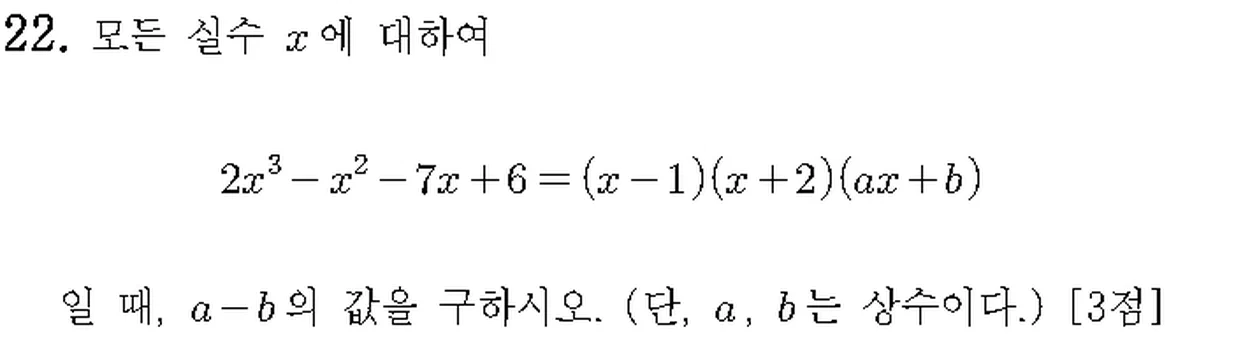 22. 모든 실수 x에 대하여
2x³ − x² − 7x + 6 = (x − 1)(x + 2)(ax + b)
일 때, a − b의 값을 구하시오. (단, a, b는 상수이다.) [3점]